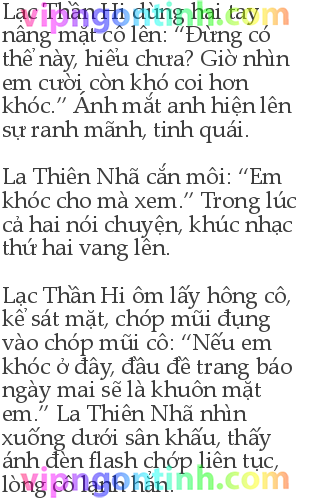 Lạc Thần Hi dùng hai tay
nâng mặt cô lên: “Đừng có
thế này, hiểu chưa? Giờ nhìn
em cười còn khó coi hơn
khóc.” Ánh mắt anh hiện lên
sự ranh mãnh, tinh quái.
La Thiên Nhã cắn môi: “Em
khóc cho mà xem.” Trong lúc
cả hai nói chuyện, khúc nhạc
thứ hai vang lên.
Lạc Thần Hi ôm lấy hông cô,
kể sát mặt, chóp mũi đụng
vào chóp mũi cô: “Nếu em
khóc ở đây, đầu đề trang báo
ngày mai sẽ là khuôn mặt
em.” La Thiên Nhã nhìn
xuống dưới sân khấu, thấy
ánh đèn flash chớp liên tục,
lòng cô lạnh hẳn.
vipngontinh.com
vipngontinh.com